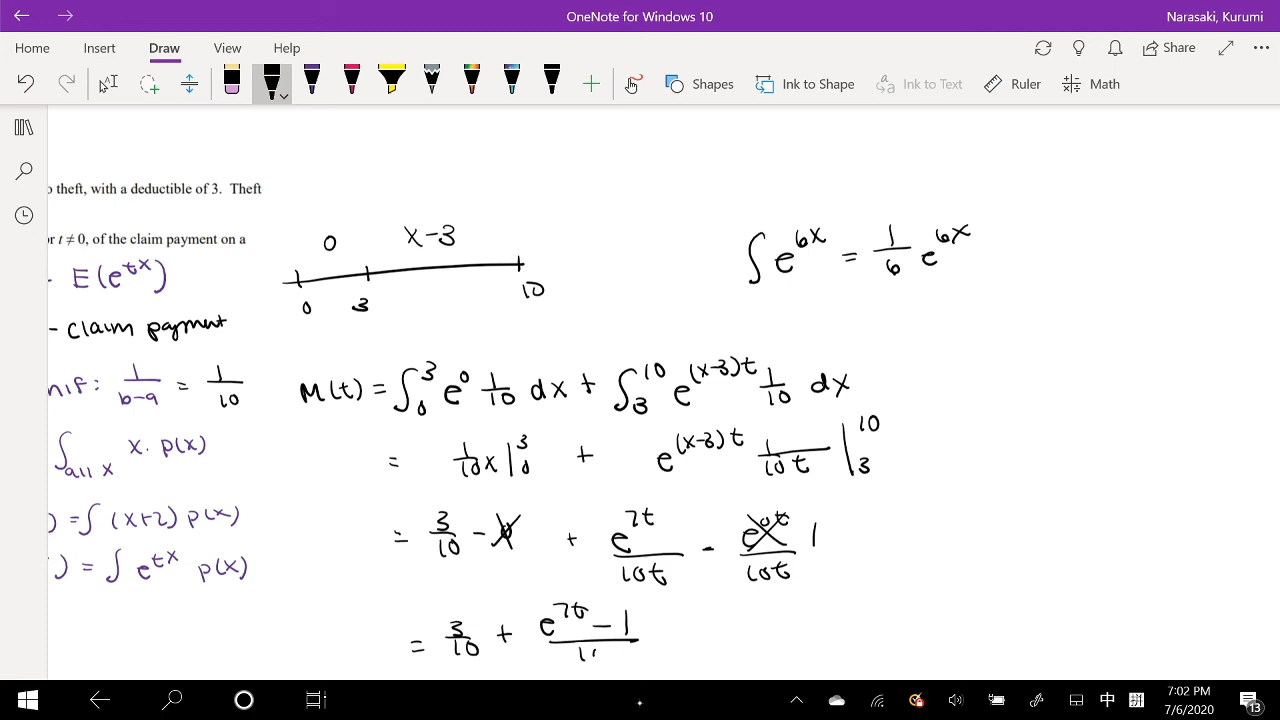 OneNote for Windows 10
Narasaki, Kurumi
Home Insert Draw View Help
Share
Shapes Ink to Shape Ink to Text Ruler Math
o theft, with a deductible of 3. Theft
or t ≠ 0, of the claim payment on a
0 x-3
0 3 10
∫ e^{6x} = 1/6 e^{6x}
- E(e^{tx})
- claim payment
nif: 1/(b-a) = 1/10
∫_{all x} x · p(x)
) = ∫ (x+2) p(x)
) = ∫ e^{tx} p(x)
M(t) = ∫_0^3 e^0 1/10 dx + ∫_3^{10} e^{(x-3)t} 1/10 dx
= 1/10 x |_0^3 + e^{(x-3)t} 1/(10t) |_3^{10}
= 3/10 - 0 + e^{7t}/(10t) - e^{0t}/(10t) 1
= 3/10 + (e^{7t} - 1)/1
中
7:02 PM
7/6/2020
13